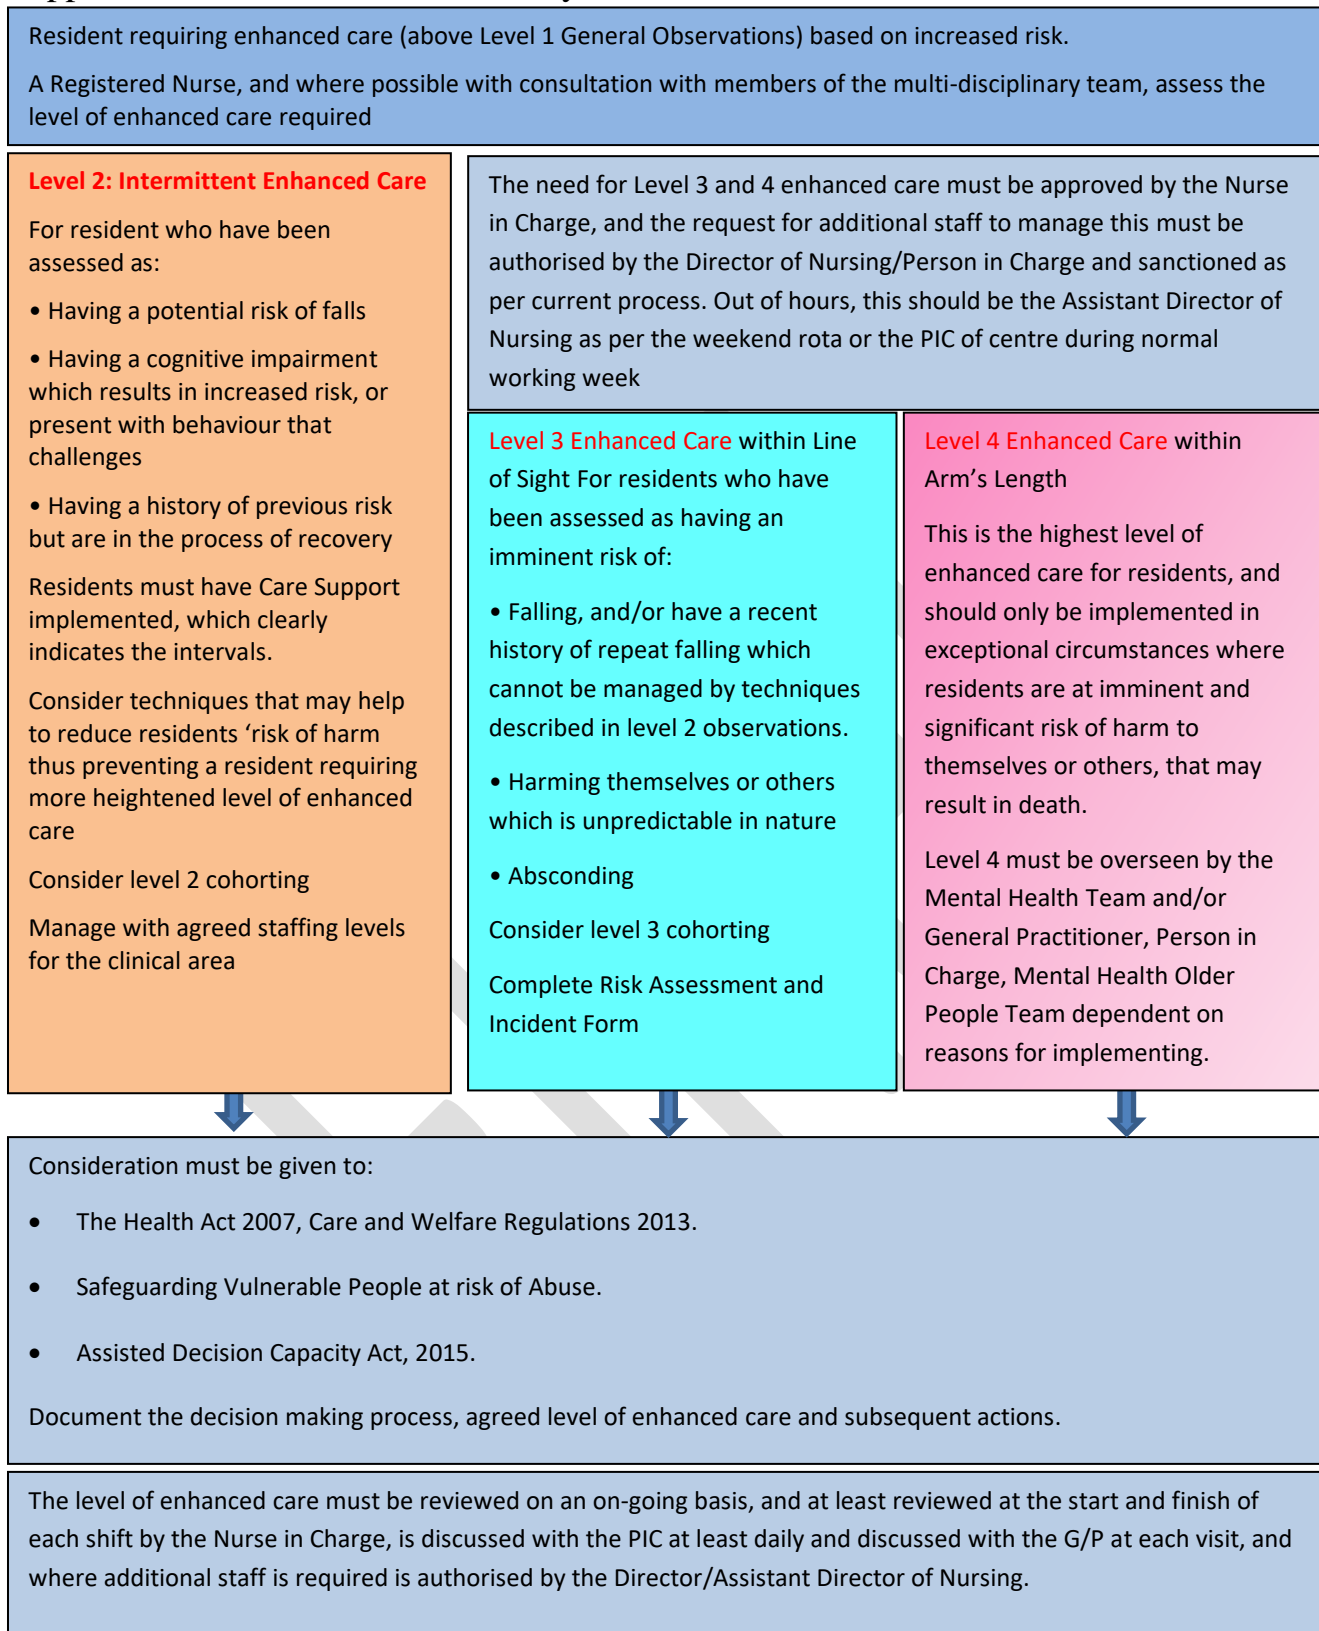 Resident requiring enhanced care (above Level 1 General Observations) based on increased risk.
A Registered Nurse, and where possible with consultation with members of the multi-disciplinary team, assess the
level of enhanced care required
Level 2: Intermittent Enhanced Care
For resident who have been
assessed as:
• Having a potential risk of falls
• Having a cognitive impairment
which results in increased risk, or
present with behaviour that
challenges
• Having a history of previous risk
but are in the process of recovery
Residents must have Care Support
implemented, which clearly
indicates the intervals.
Consider techniques that may help
to reduce residents ‘risk of harm
thus preventing a resident requiring
more heightened level of enhanced
care
Consider level 2 cohorting
Manage with agreed staffing levels
for the clinical area
The need for Level 3 and 4 enhanced care must be approved by the Nurse
in Charge, and the request for additional staff to manage this must be
authorised by the Director of Nursing/Person in Charge and sanctioned as
per current process. Out of hours, this should be the Assistant Director of
Nursing as per the weekend rota or the PIC of centre during normal
working week
Level 3 Enhanced Care within Line
of Sight For residents who have
been assessed as having an
imminent risk of:
• Falling, and/or have a recent
history of repeat falling which
cannot be managed by techniques
described in level 2 observations.
• Harming themselves or others
which is unpredictable in nature
• Absconding
Consider level 3 cohorting
Complete Risk Assessment and
Incident Form
Level 4 Enhanced Care within
Arm’s Length
This is the highest level of
enhanced care for residents, and
should only be implemented in
exceptional circumstances where
residents are at imminent and
significant risk of harm to
themselves or others, that may
result in death.
Level 4 must be overseen by the
Mental Health Team and/or
General Practitioner, Person in
Charge, Mental Health Older
People Team dependent on
reasons for implementing.
Consideration must be given to:
• The Health Act 2007, Care and Welfare Regulations 2013.
• Safeguarding Vulnerable People at risk of Abuse.
• Assisted Decision Capacity Act, 2015.
Document the decision making process, agreed level of enhanced care and subsequent actions.
The level of enhanced care must be reviewed on an on-going basis, and at least reviewed at the start and finish of
each shift by the Nurse in Charge, is discussed with the PIC at least daily and discussed with the G/P at each visit, and
where additional staff is required is authorised by the Director/Assistant Director of Nursing.